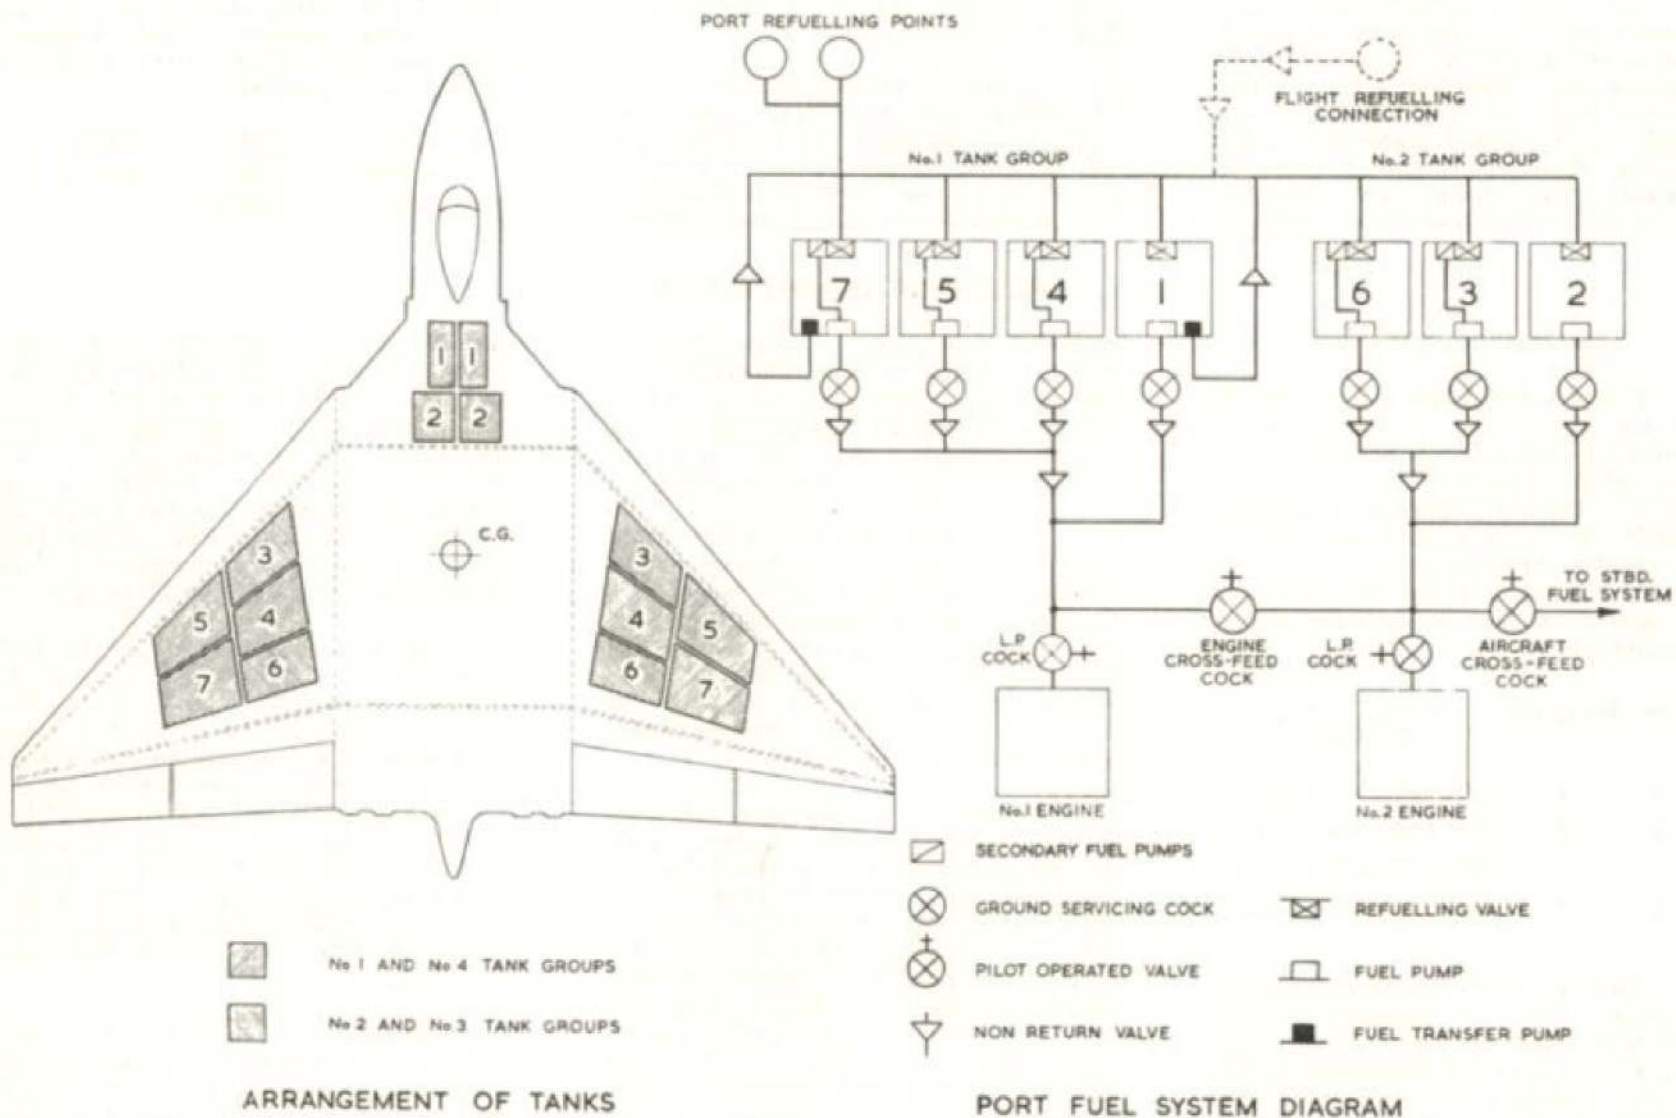 PORT REFUELLING POINTS
FLIGHT REFUELLING
CONNECTION
No.1 TANK GROUP
No.2 TANK GROUP
7 5 4 1 6 3 2
1 1
2 2
C.G.
3 3
5 4 4 5
7 6 6 7
TO STBD.
FUEL SYSTEM
L.P.
COCK
ENGINE
CROSS-FEED
COCK
L.P.
COCK
AIRCRAFT
CROSS-FEED
COCK
No.1 ENGINE
No.2 ENGINE
SECONDARY FUEL PUMPS
GROUND SERVICING COCK
REFUELLING VALVE
PILOT OPERATED VALVE
FUEL PUMP
NON RETURN VALVE
FUEL TRANSFER PUMP
No 1 AND No 4 TANK GROUPS
No 2 AND No 3 TANK GROUPS
ARRANGEMENT OF TANKS
PORT FUEL SYSTEM DIAGRAM